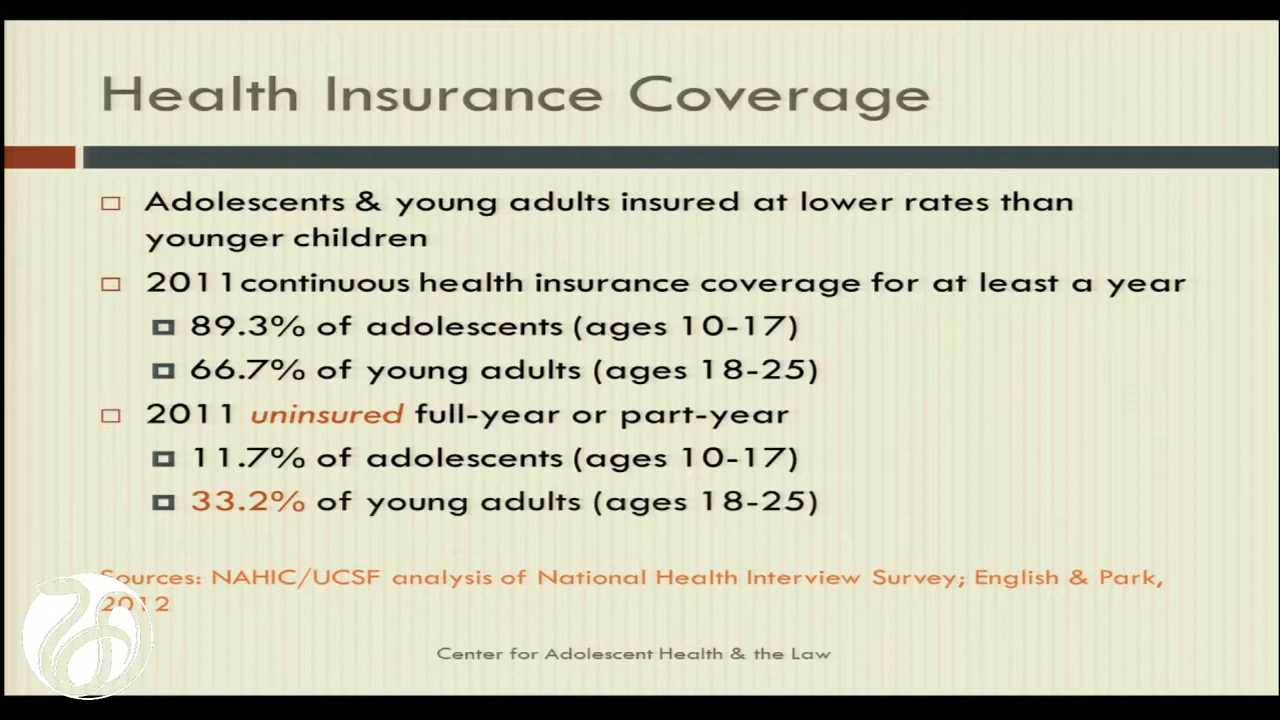 Health Insurance Coverage
Adolescents & young adults insured at lower rates than
younger children
2011continuous health insurance coverage for at least a year
89.3% of adolescents (ages 10-17)
66.7% of young adults (ages 18-25)
2011 uninsured full-year or part-year
11.7% of adolescents (ages 10-17)
33.2% of young adults (ages 18-25)
Sources: NAHIC/UCSF analysis of National Health Interview Survey; English & Park,
2012
Center for Adolescent Health & the Law